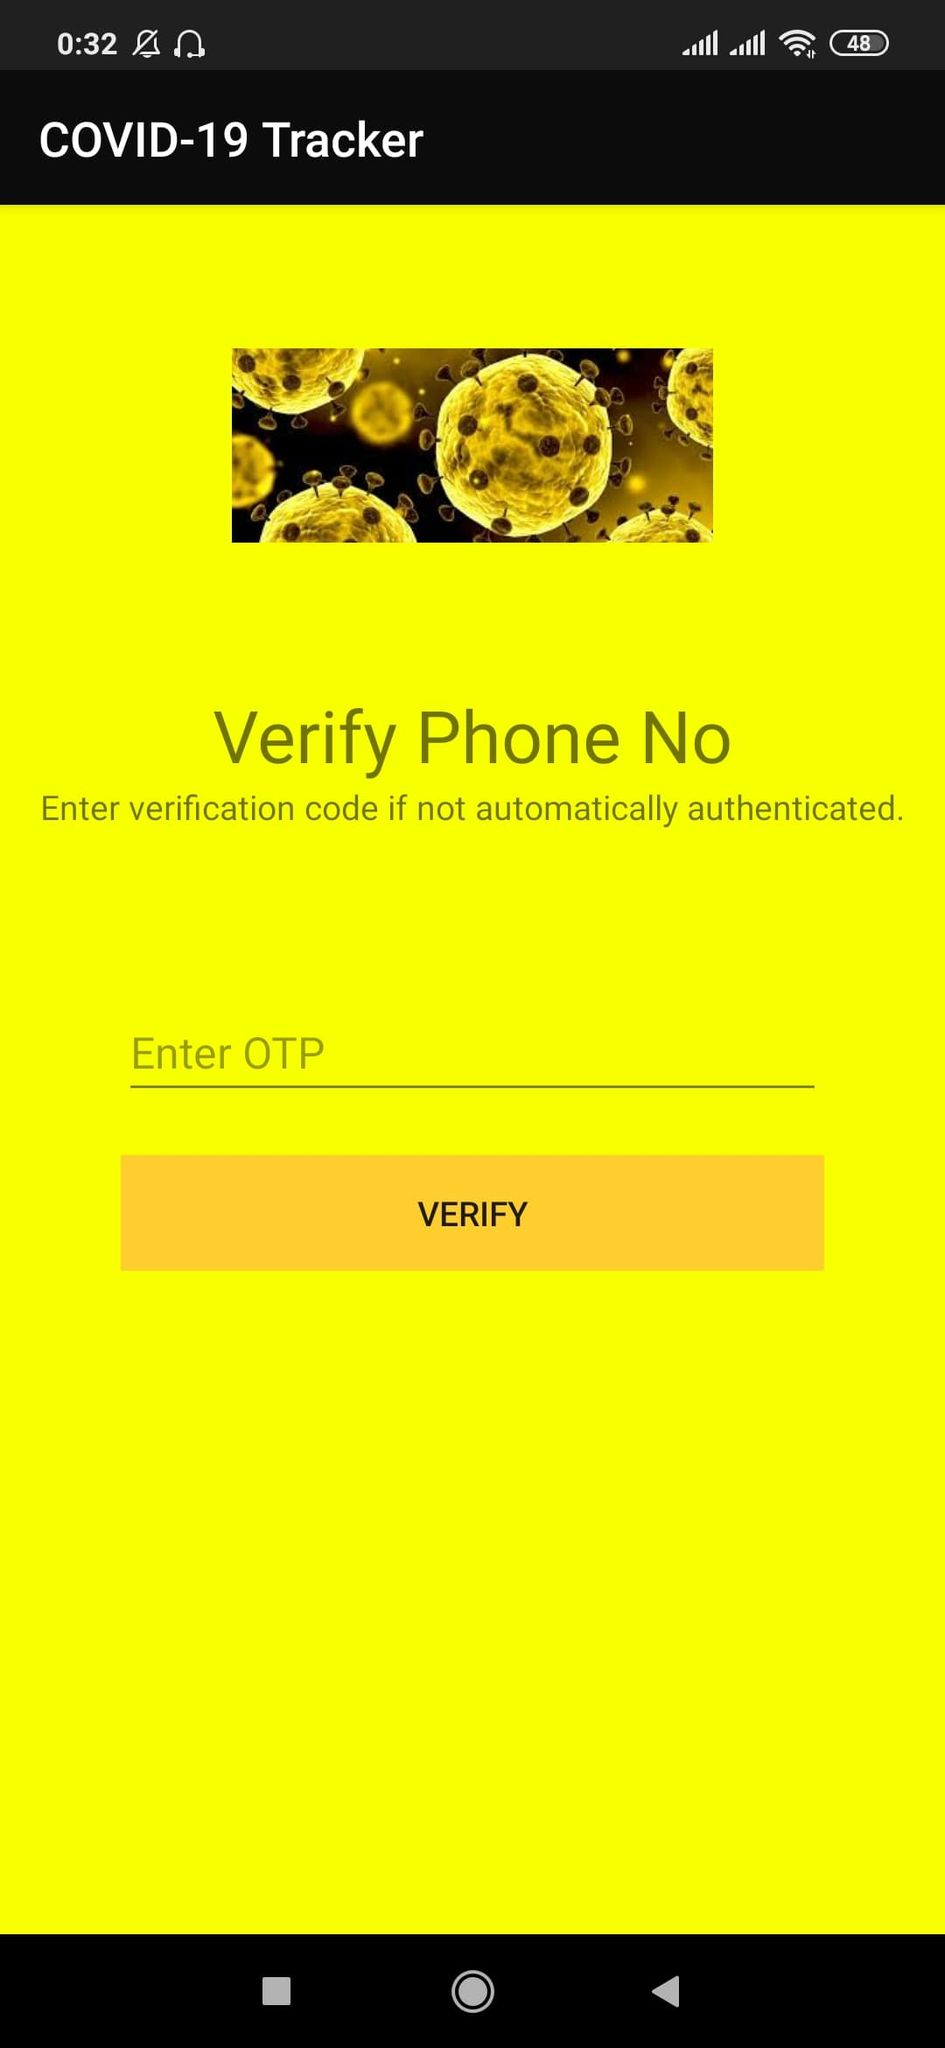 0:32
48
COVID-19 Tracker
Verify Phone No
Enter verification code if not automatically authenticated.
Enter OTP
VERIFY